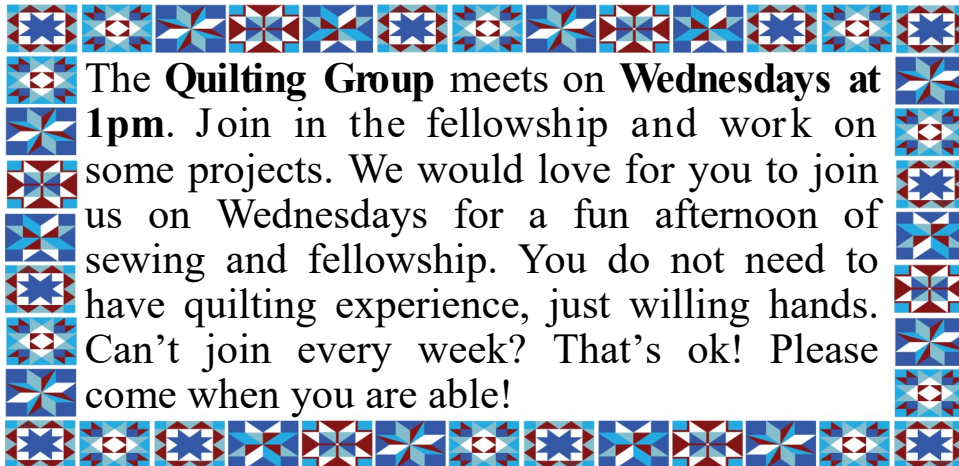 The Quilting Group meets on Wednesdays at
1pm. Join in the fellowship and work on
some projects. We would love for you to join
us on Wednesdays for a fun afternoon of
sewing and fellowship. You do not need to
have quilting experience, just willing hands.
Can’t join every week? That’s ok! Please
come when you are able!